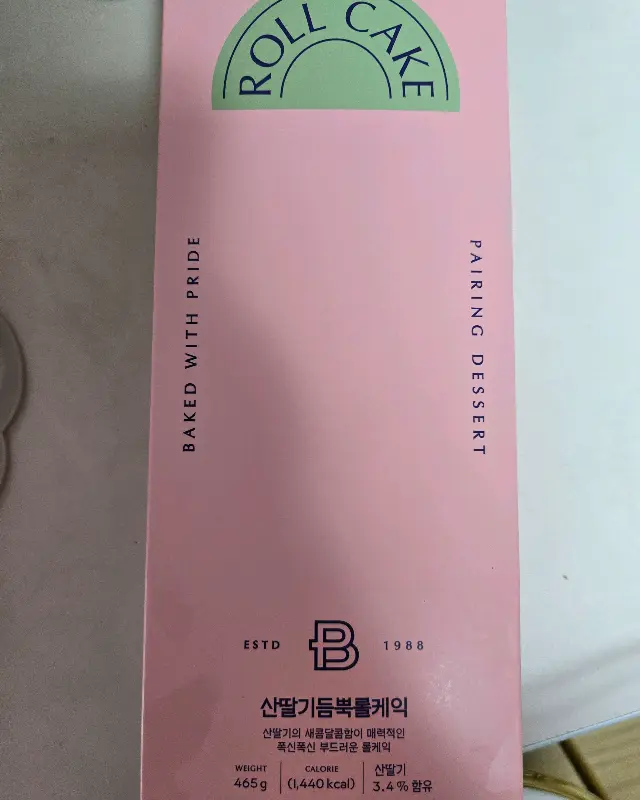 ROLL CAKE
BAKED WITH PRIDE
PAIRING DESSERT
ESTD B 1988
산딸기듬뿍롤케익
산딸기의 새콤달콤함이 매력적인
폭신폭신 부드러운 롤케익
WEIGHT CALORIE 산딸기
465g (1,440 kcal) 3.4% 함유